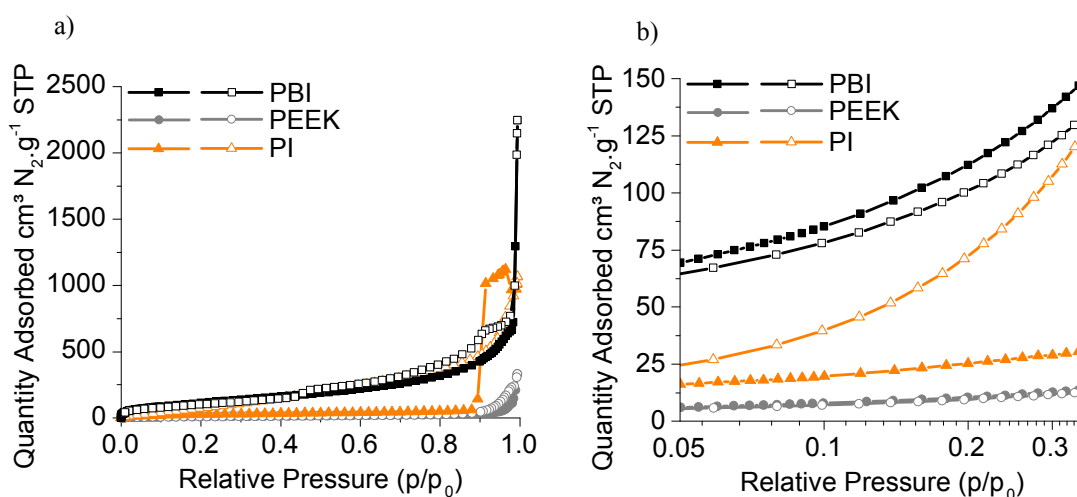 a)
2500
2000
1500
1000
500
0
0.0 0.2 0.4 0.6 0.8 1.0
Quantity Adsorbed cm³ N₂.g⁻¹ STP
Relative Pressure (p/p₀)
PBI
PEEK
PI
b)
150
125
100
75
50
25
0
0.05 0.1 0.2 0.3
Quantity Adsorbed cm³ N₂.g⁻¹ STP
Relative Pressure (p/p₀)
PBI
PEEK
PI